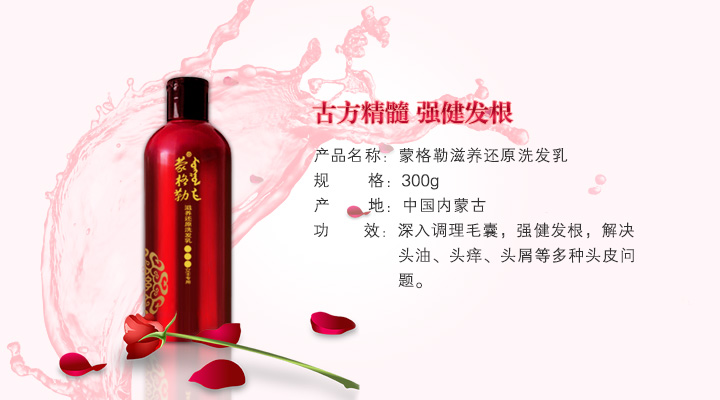 古方精髓 强健发根
产品名称：蒙格勒滋养还原洗发乳
规 格：300g
产 地：中国内蒙古
功 效：深入调理毛囊，强健发根，解决
头油、头痒、头屑等多种头皮问
题。
蒙格勒
滋养还原洗发乳